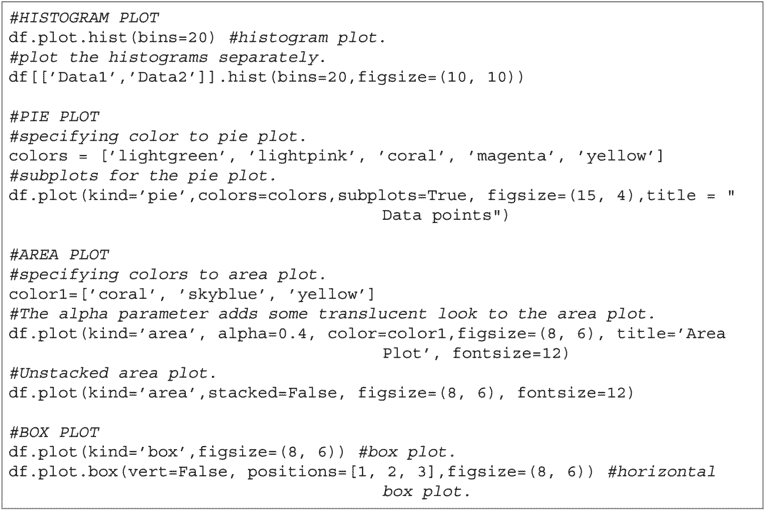 #HISTOGRAM PLOT
df.plot.hist(bins=20) #histogram plot.
#plot the histograms separately.
df[['Data1','Data2']].hist(bins=20,figsize=(10, 10))

#PIE PLOT
#specifying color to pie plot.
colors = ['lightgreen', 'lightpink', 'coral', 'magenta', 'yellow']
#subplots for the pie plot.
df.plot(kind='pie',colors=colors,subplots=True, figsize=(15, 4),title = "
Data points")

#AREA PLOT
#specifying colors to area plot.
color1=['coral', 'skyblue', 'yellow']
#The alpha parameter adds some translucent look to the area plot.
df.plot(kind='area', alpha=0.4, color=color1,figsize=(8, 6), title='Area
Plot', fontsize=12)
#Unstacked area plot.
df.plot(kind='area',stacked=False, figsize=(8, 6), fontsize=12)

#BOX PLOT
df.plot(kind='box',figsize=(8, 6)) #box plot.
df.plot.box(vert=False, positions=[1, 2, 3],figsize=(8, 6)) #horizontal
box plot.